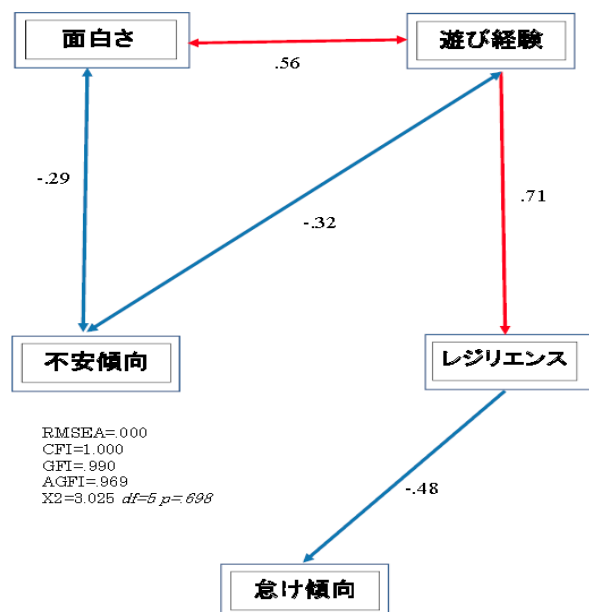 面白さ
遊び経験
.56
-.29
-.32
.71
不安傾向
レジリエンス
RMSEA=.000
CFI=1.000
GFI=.990
AGFI=.969
X2=3.025 df=5 p=.698
-.48
怠け傾向